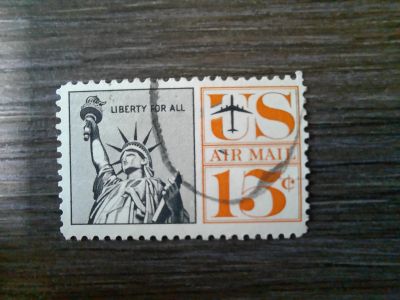 LIBERTY FOR ALL
US
AIR MAIL
15¢